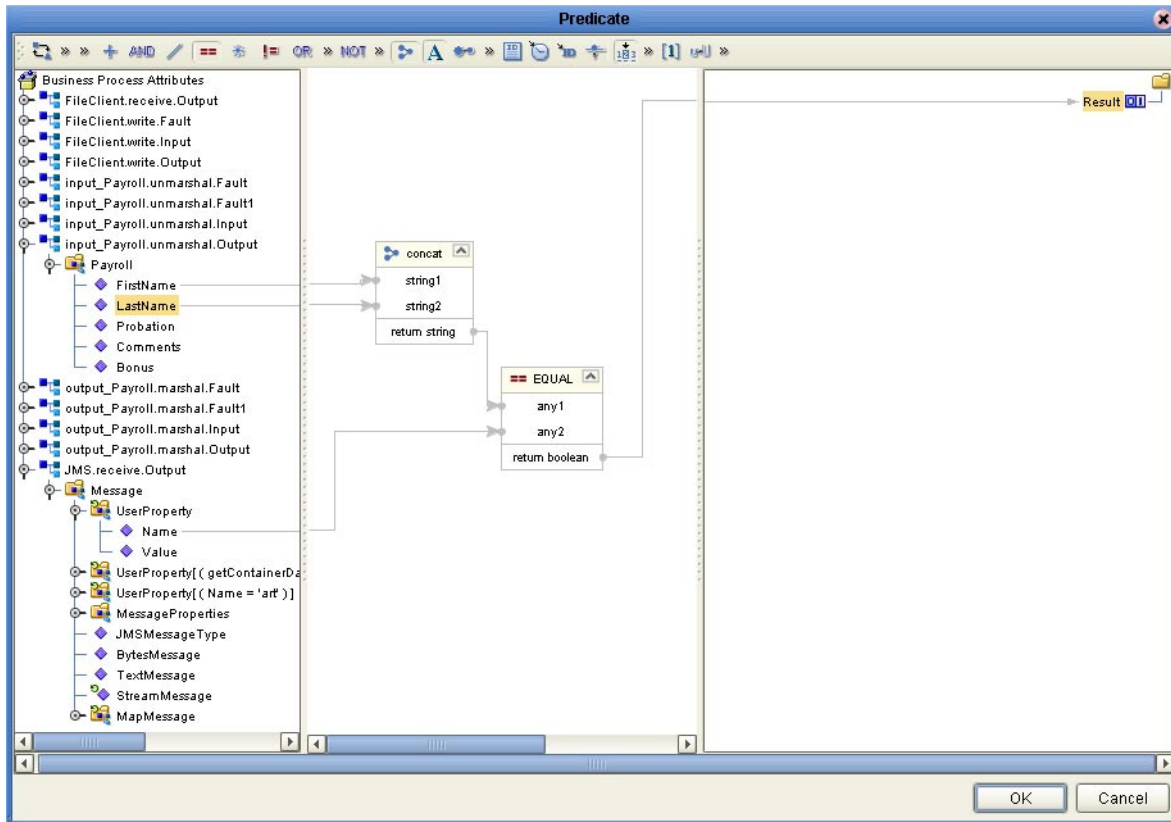 Predicate
» » AND == != OR » NOT » A » 1D 1D » [1] »
Business Process Attributes
FileClient.receive.Output
FileClient.write.Fault
FileClient.write.Input
FileClient.write.Output
input_Payroll.unmarshal.Fault
input_Payroll.unmarshal.Fault1
input_Payroll.unmarshal.Input
input_Payroll.unmarshal.Output
Payroll
FirstName
LastName
Probation
Comments
Bonus
output_Payroll.marshal.Fault
output_Payroll.marshal.Fault1
output_Payroll.marshal.Input
output_Payroll.marshal.Output
JMS.receive.Output
Message
UserProperty
Name
Value
UserProperty[( getContainerDa
UserProperty[( Name = 'art' )]
MessageProperties
JMSMessageType
BytesMessage
TextMessage
StreamMessage
MapMessage
concat
string1
string2
return string
== EQUAL
any1
any2
return boolean
Result
OK Cancel